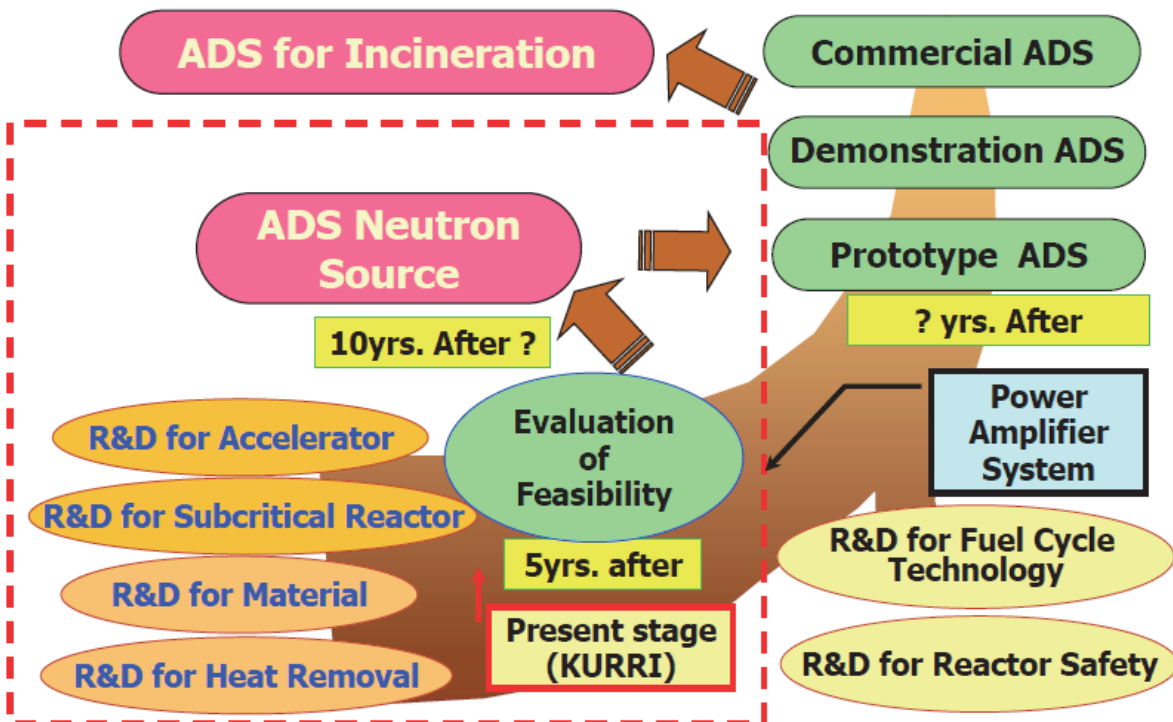 ADS for Incineration
Commercial ADS
Demonstration ADS
ADS Neutron
Source
Prototype ADS
10yrs. After ?
? yrs. After
Evaluation
of
Feasibility
Power
Amplifier
System
R&D for Accelerator
R&D for Subcritical Reactor
R&D for Material
R&D for Heat Removal
5yrs. after
Present stage
(KURRI)
R&D for Fuel Cycle
Technology
R&D for Reactor Safety